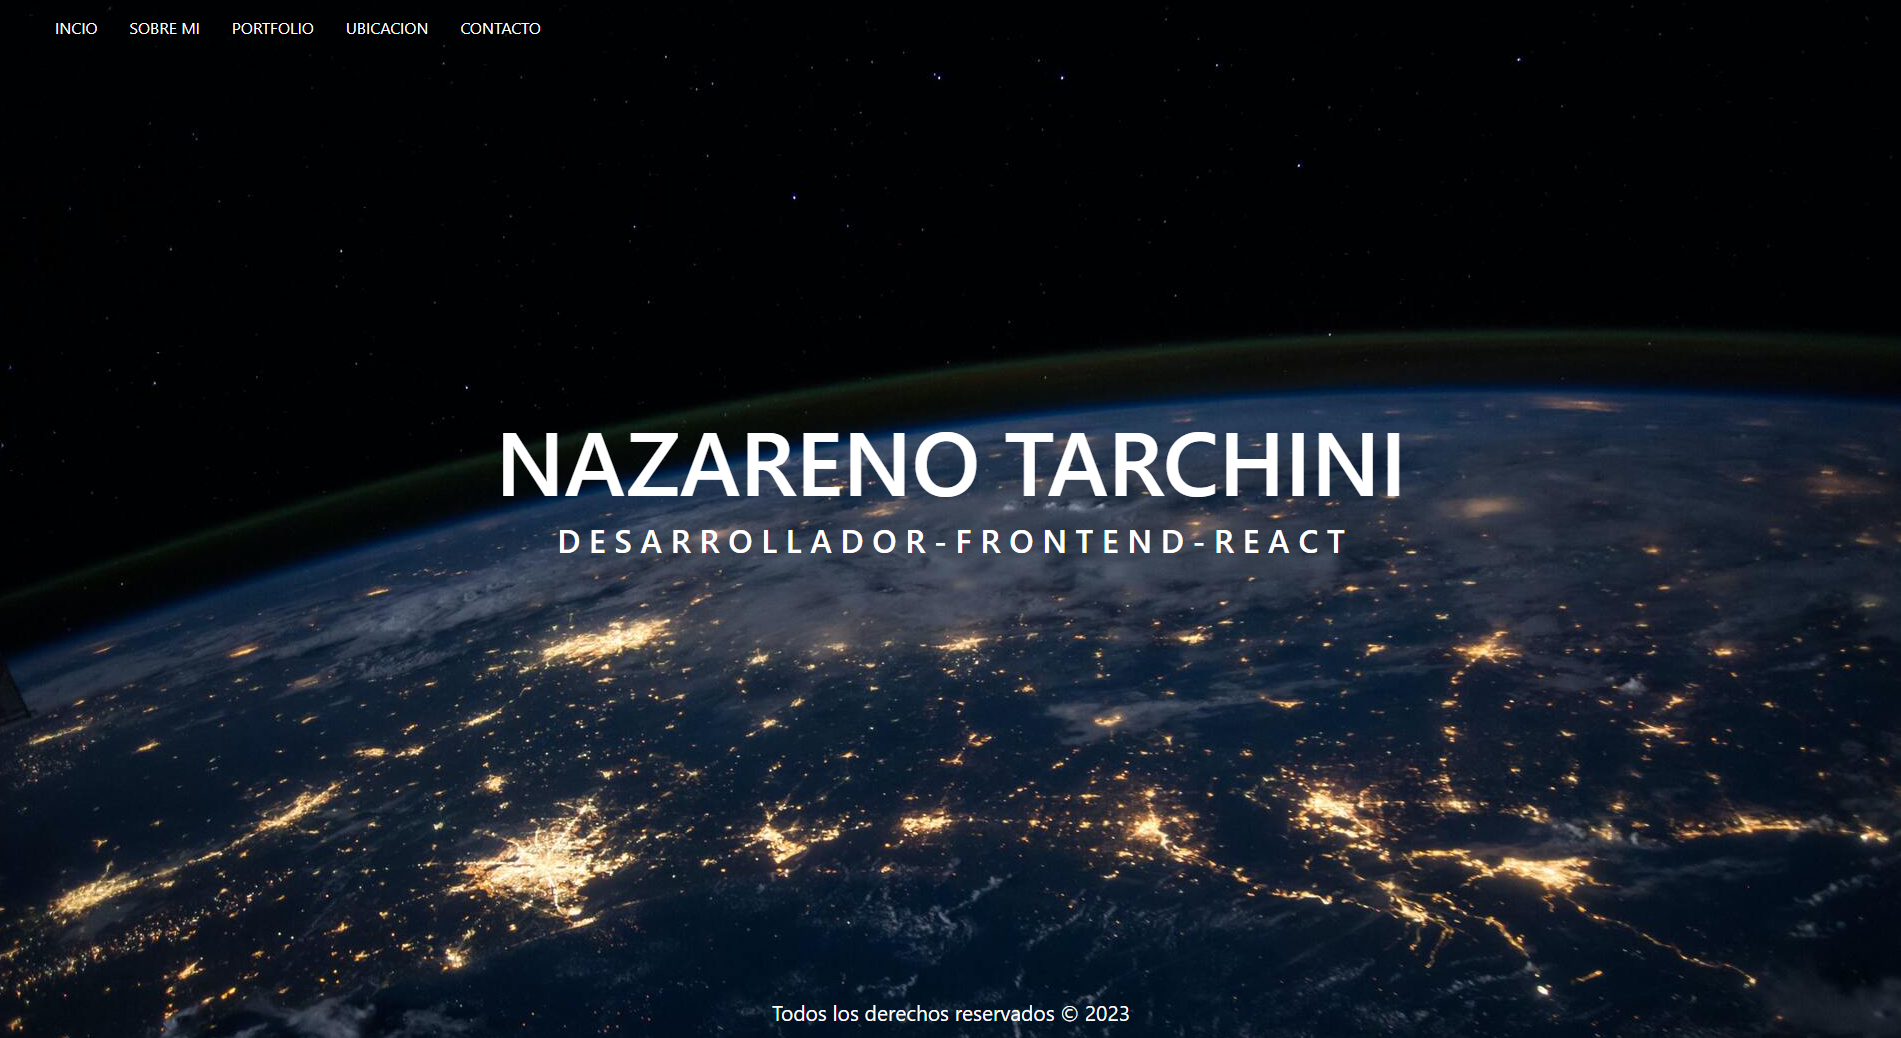 INCIO SOBRE MI PORTFOLIO UBICACION CONTACTO
NAZARENO TARCHINI
DESARROLLADOR-FRONTEND-REACT
Todos los derechos reservados © 2023